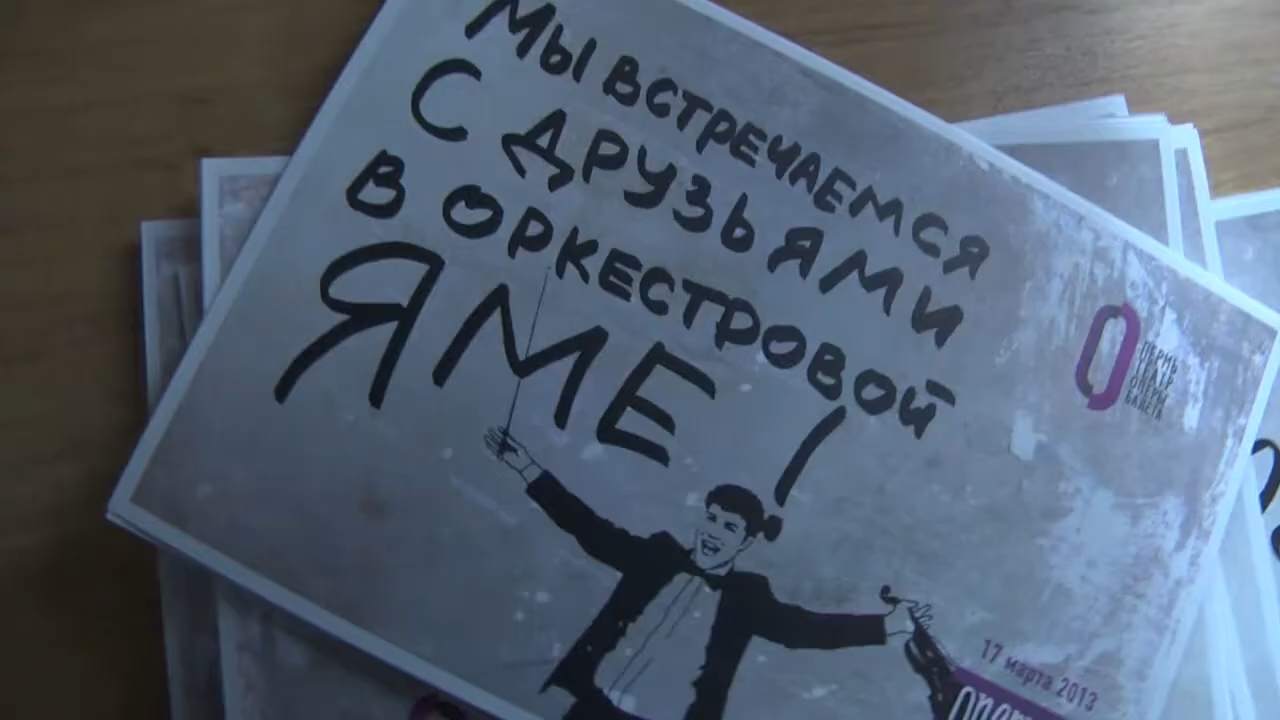 МЫ ВСТРЕЧАЕМСЯ
С ДРУЗЬЯМИ
В ОРКЕСТРОВОЙ
ЯМЕ!
ПЕРМЬ
ТЕАТР
ОПЕРЫ
БАЛЕТА
17 марта 2013